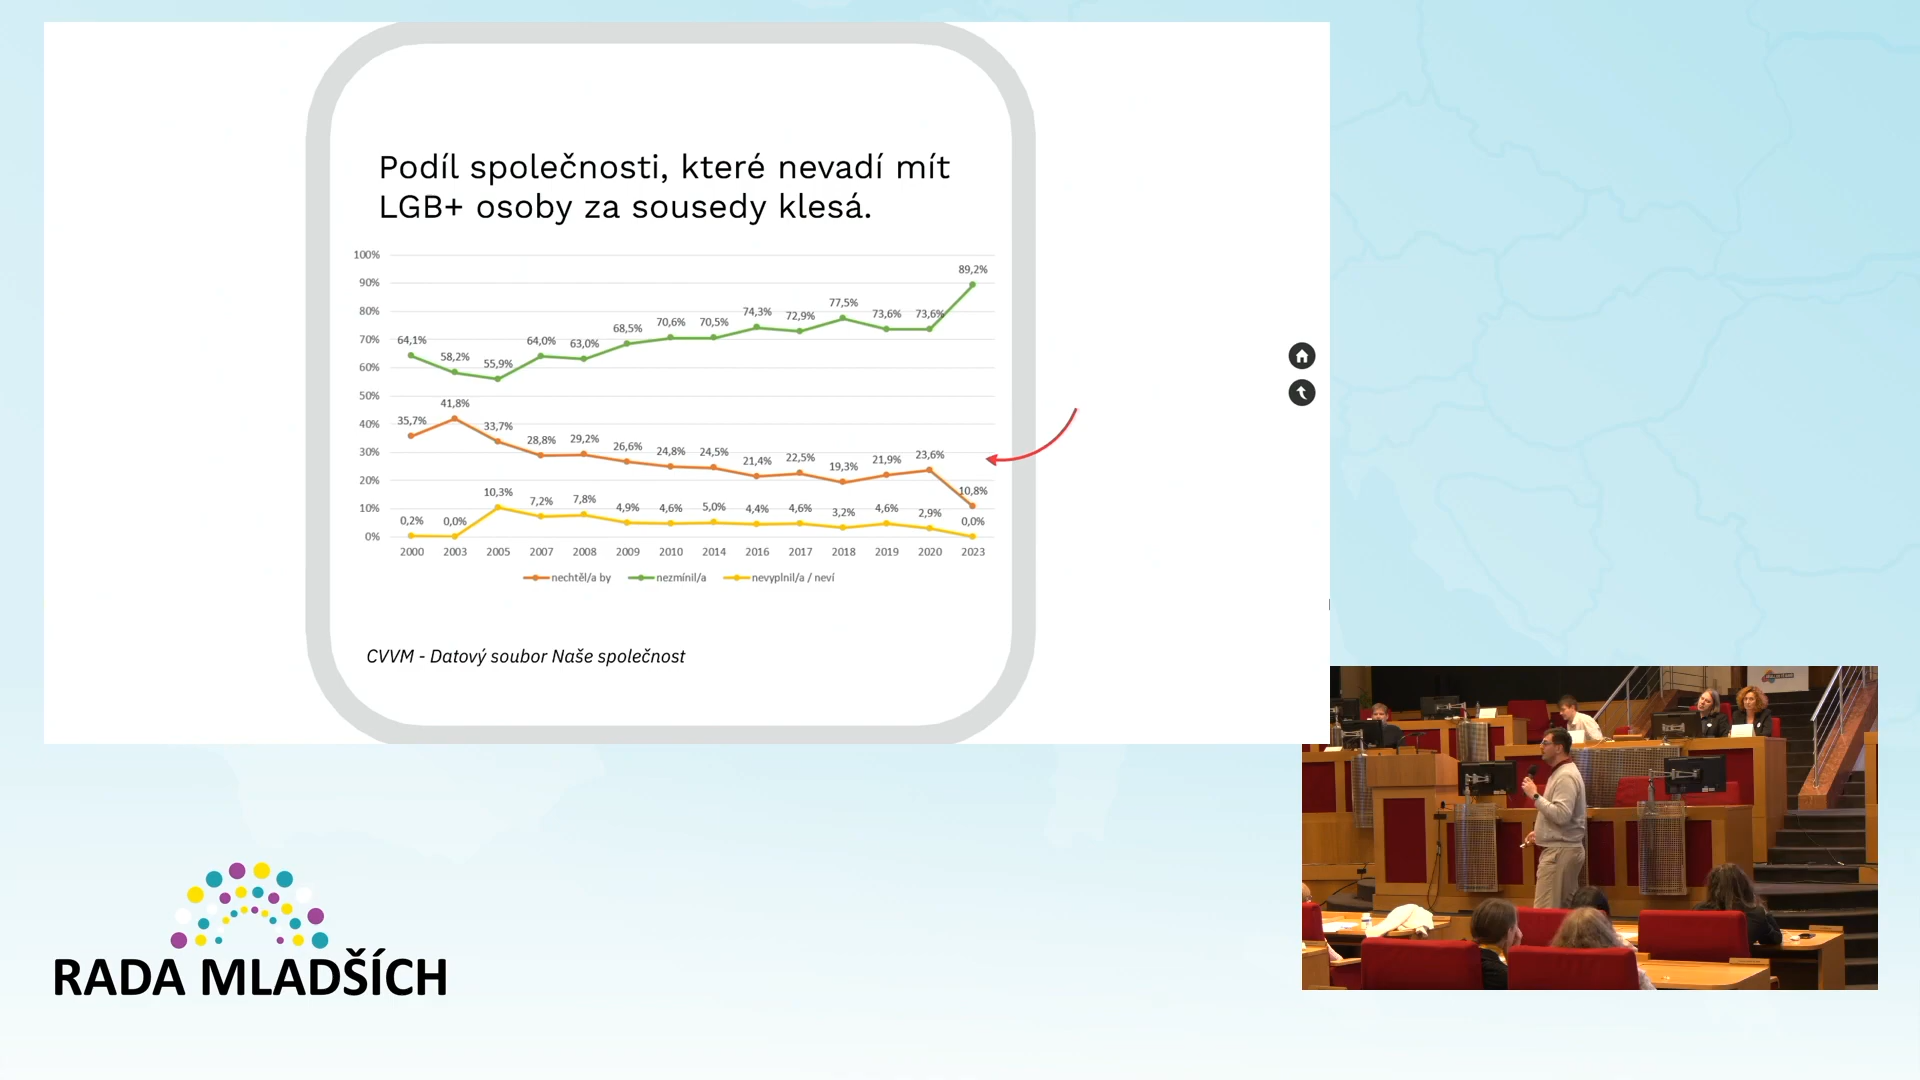 Podíl společnosti, které nevadí mít
LGB+ osoby za sousedy klesá.
100%
90%
80%
70%
60%
50%
40%
30%
20%
10%
0%
64,1% 58,2% 55,9% 64,0% 63,0% 68,5% 70,6% 70,5% 74,3% 72,9% 77,5% 73,6% 73,6% 89,2%
35,7% 41,8% 33,7% 28,8% 29,2% 26,6% 24,8% 24,5% 21,4% 22,5% 19,3% 21,9% 23,6% 10,8%
0,2% 0,0% 10,3% 7,2% 7,8% 4,9% 4,6% 5,0% 4,4% 4,6% 3,2% 4,6% 2,9% 0,0%
2000 2003 2005 2007 2008 2009 2010 2014 2016 2017 2018 2019 2020 2023
nechtěl/a by nezmínil/a nevyplnil/a / neví
CVVM - Datový soubor Naše společnost
RADA MLADŠÍCH